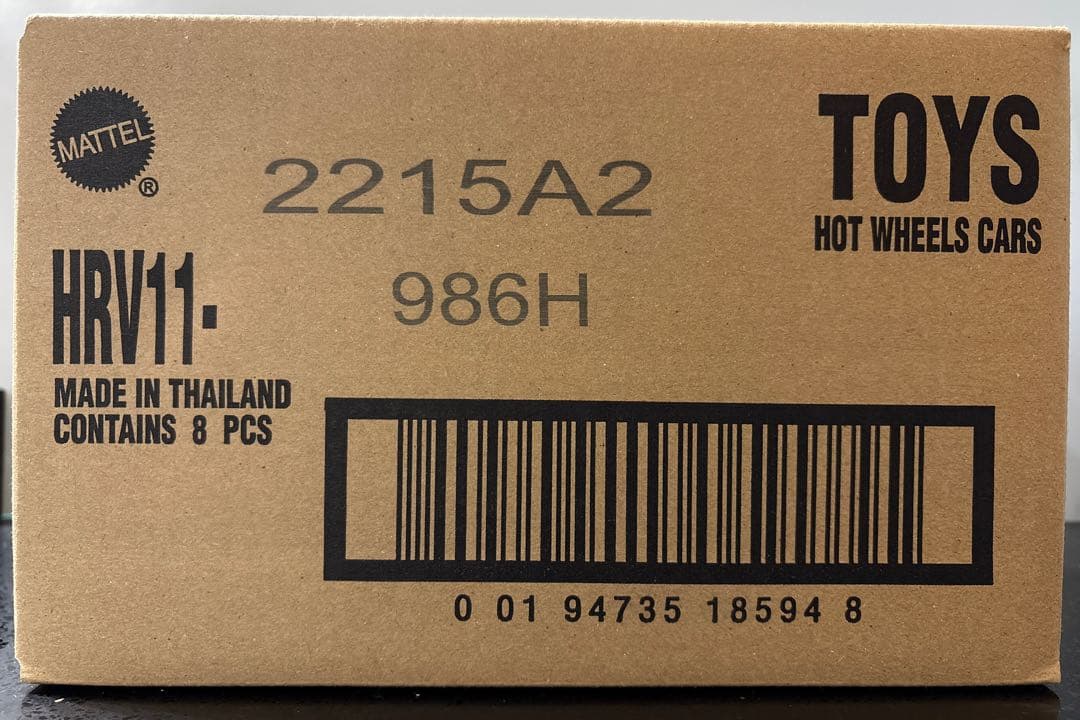 MATTEL
®
TOYS
HOT WHEELS CARS
2215A2
986H
HRV11-
MADE IN THAILAND
CONTAINS 8 PCS
0 01 94735 18594 8